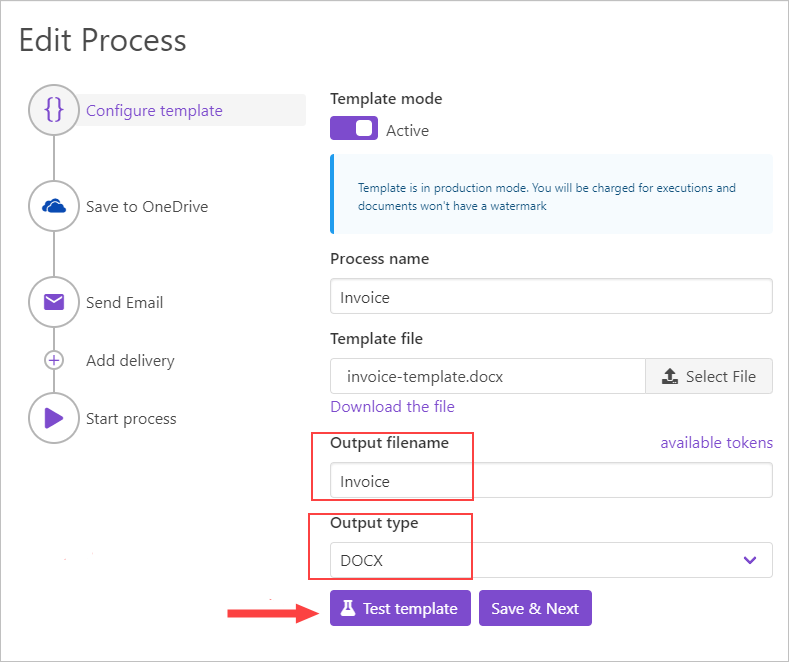 Edit Process
{} Configure template
Save to OneDrive
Send Email
Add delivery
Start process
Template mode
Active
Template is in production mode. You will be charged for executions and
documents won't have a watermark
Process name
Invoice
Template file
invoice-template.docx
Select File
Download the file
Output filename
available tokens
Invoice
Output type
DOCX
Test template
Save & Next